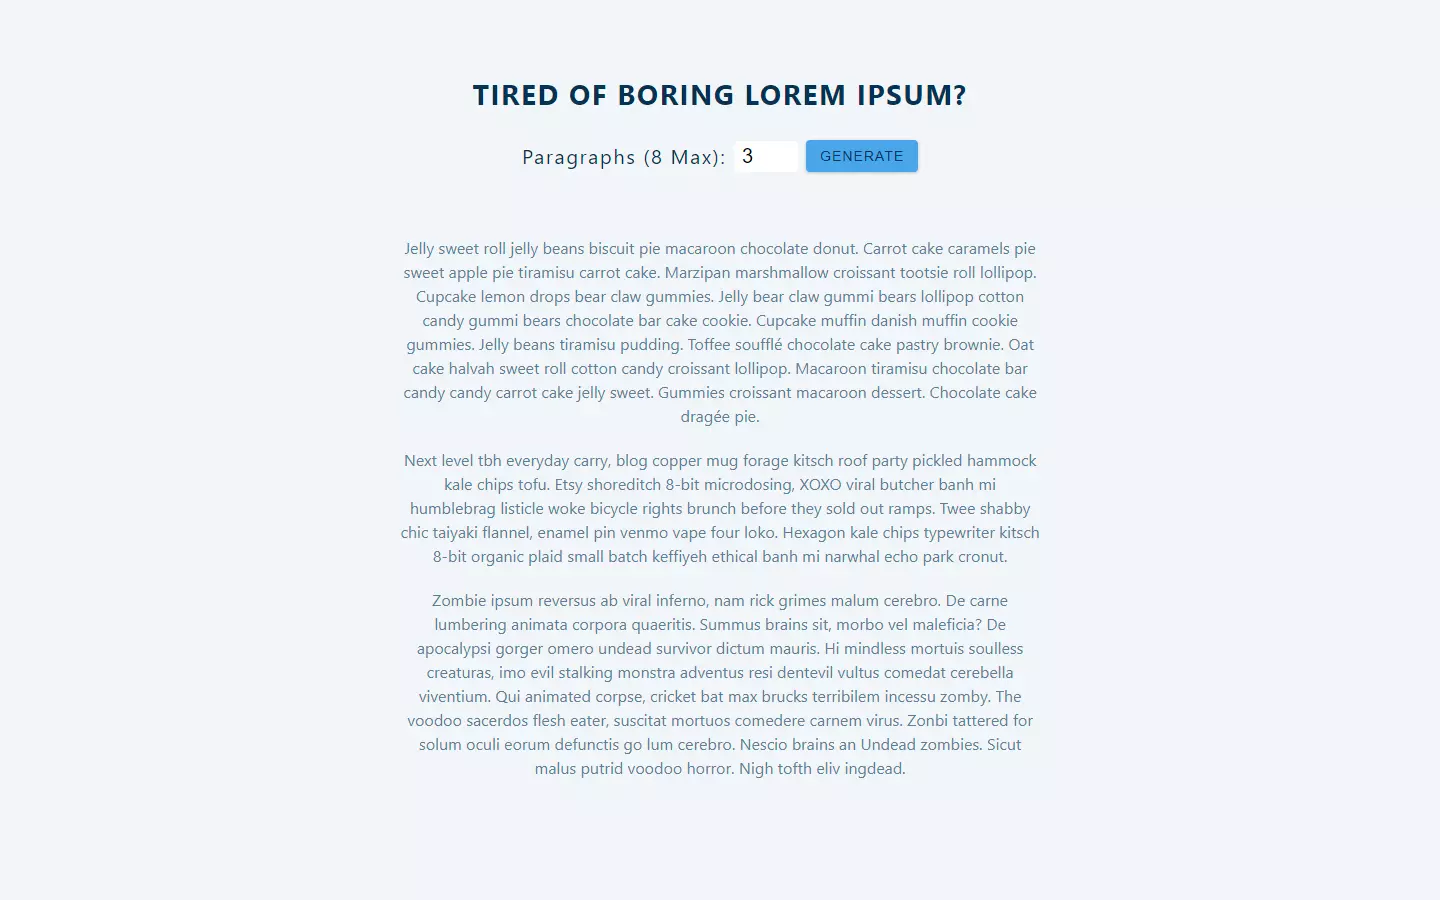 TIRED OF BORING LOREM IPSUM?
Paragraphs (8 Max): 3 GENERATE
Jelly sweet roll jelly beans biscuit pie macaroon chocolate donut. Carrot cake caramels pie
sweet apple pie tiramisu carrot cake. Marzipan marshmallow croissant tootsie roll lollipop.
Cupcake lemon drops bear claw gummies. Jelly bear claw gummi bears lollipop cotton
candy gummi bears chocolate bar cake cookie. Cupcake muffin danish muffin cookie
gummies. Jelly beans tiramisu pudding. Toffee soufflé chocolate cake pastry brownie. Oat
cake halvah sweet roll cotton candy croissant lollipop. Macaroon tiramisu chocolate bar
candy candy carrot cake jelly sweet. Gummies croissant macaroon dessert. Chocolate cake
dragée pie.
Next level tbh everyday carry, blog copper mug forage kitsch roof party pickled hammock
kale chips tofu. Etsy shoreditch 8-bit microdosing, XOXO viral butcher banh mi
humblebrag listicle woke bicycle rights brunch before they sold out ramps. Twee shabby
chic taiyaki flannel, enamel pin venmo vape four loko. Hexagon kale chips typewriter kitsch
8-bit organic plaid small batch keffiyeh ethical banh mi narwhal echo park cronut.
Zombie ipsum reversus ab viral inferno, nam rick grimes malum cerebro. De carne
lumbering animata corpora quaeritis. Summus brains sit, morbo vel maleficia? De
apocalypsi gorger omero undead survivor dictum mauris. Hi mindless mortuis soulless
creaturas, imo evil stalking monstra adventus resi dentevil vultus comedat cerebella
viventium. Qui animated corpse, cricket bat max brucks terribilem incessu zomby. The
voodoo sacerdos flesh eater, suscitat mortuos comedere carnem virus. Zonbi tattered for
solum oculi eorum defunctis go lum cerebro. Nescio brains an Undead zombies. Sicut
malus putrid voodoo horror. Nigh tofth eliv ingdead.